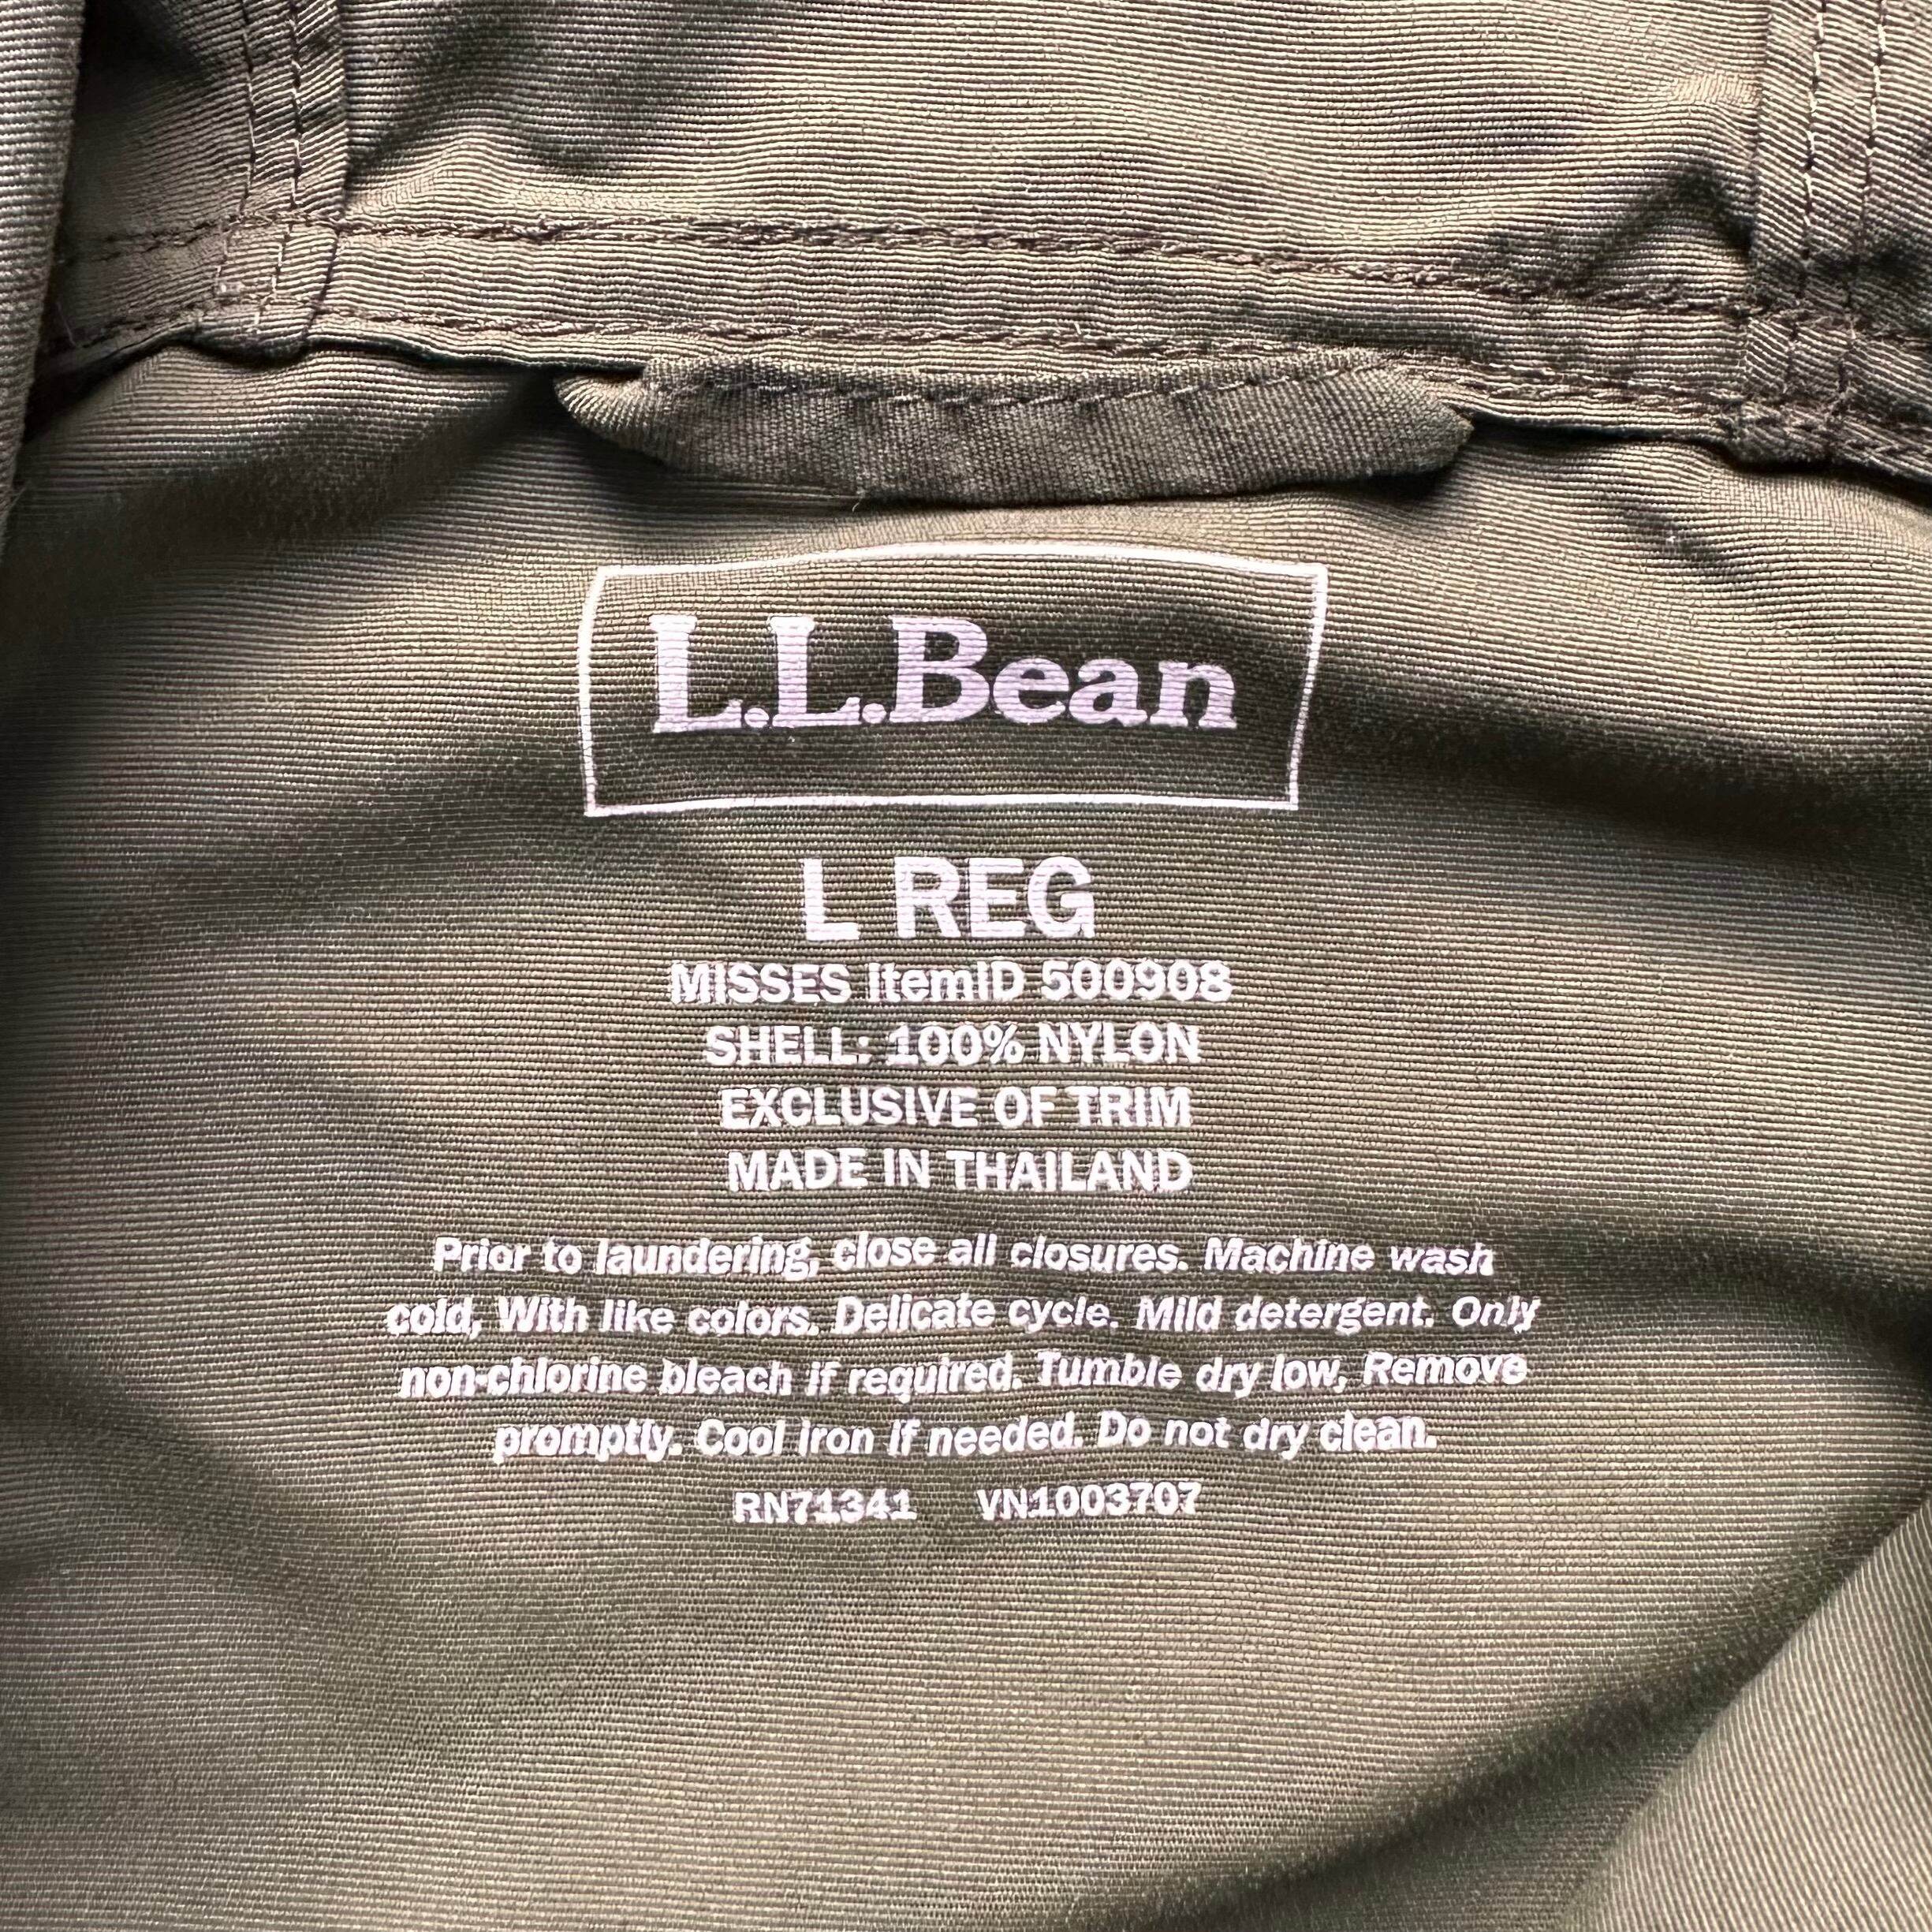 L.L.Bean
L REG
MISSES ItemID 500908
SHELL: 100% NYLON
EXCLUSIVE OF TRIM
MADE IN THAILAND
Prior to laundering, close all closures. Machine wash
cold, With like colors. Delicate cycle. Mild detergent. Only
non-chlorine bleach if required. Tumble dry low, Remove
promptly. Cool iron if needed. Do not dry clean.
RN71341 VN1003707